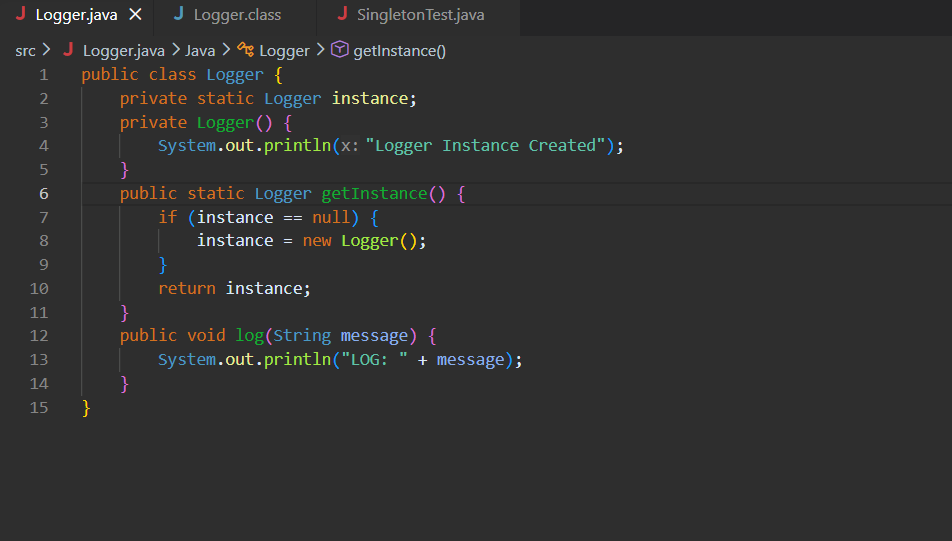 J Logger.java × J Logger.class J SingletonTest.java
src > J Logger.java > Java > Logger > getInstance()
1 public class Logger {
2     private static Logger instance;
3     private Logger() {
4         System.out.println(x: "Logger Instance Created");
5     }
6     public static Logger getInstance() {
7         if (instance == null) {
8             instance = new Logger();
9         }
10         return instance;
11     }
12     public void log(String message) {
13         System.out.println("LOG: " + message);
14     }
15 }